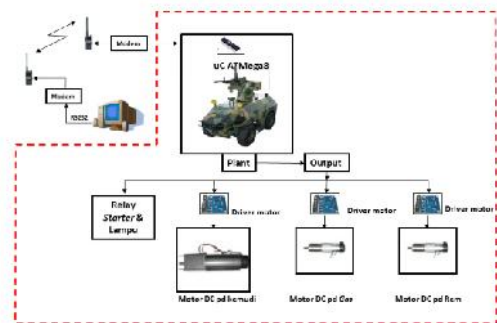 Modem
uC ATMega8
Modem
RS232
Plant
Output
Relay
Starter &
Lampu
Driver motor
Driver motor
Driver motor
Motor DC pd kemudi
Motor DC pd Gas
Motor DC pd Rem